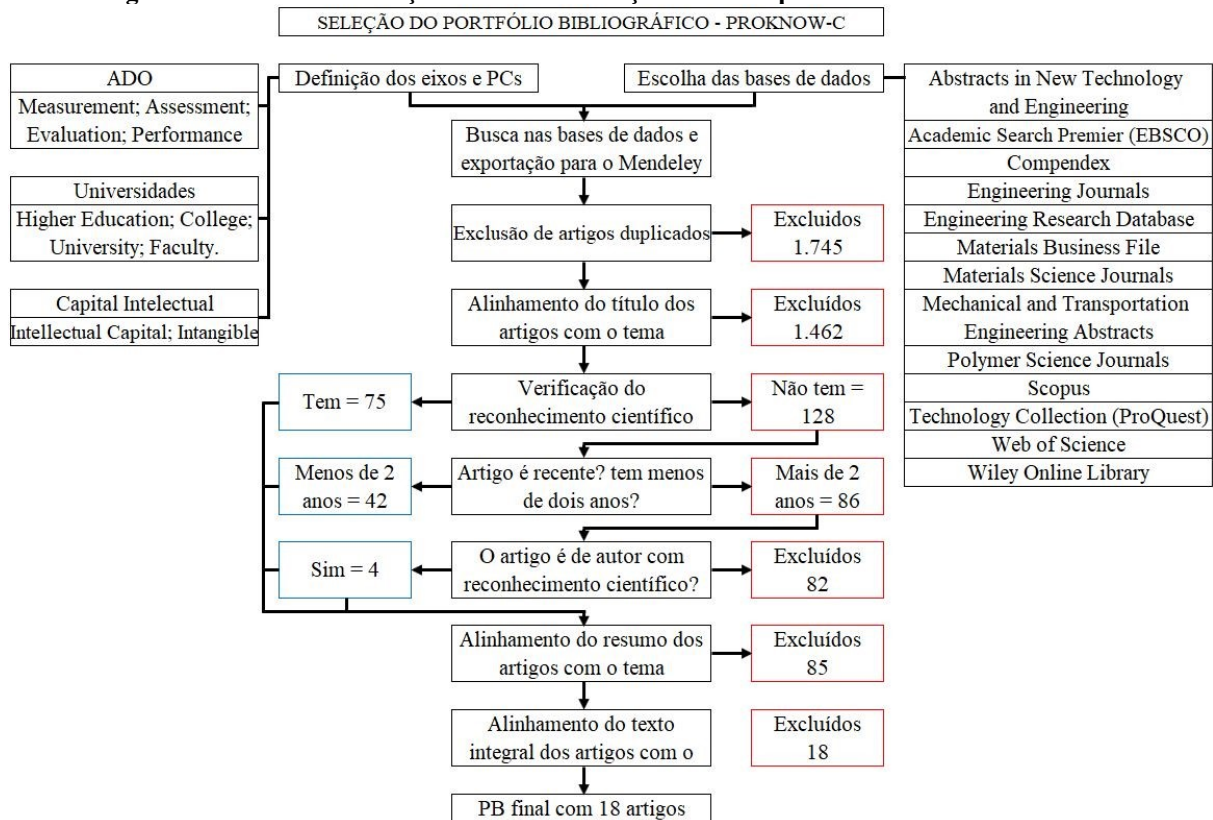 SELEÇÃO DO PORTFÓLIO BIBLIOGRÁFICO - PROKNOW-C
ADO
Measurement; Assessment;
Evaluation; Performance
Universidades
Higher Education; College;
University; Faculty.
Capital Intelectual
Intellectual Capital; Intangible
Definição dos eixos e PCs
Escolha das bases de dados
Busca nas bases de dados e
exportação para o Mendeley
Exclusão de artigos duplicados
Excluidos
1.745
Alinhamento do título dos
artigos com o tema
Excluídos
1.462
Tem = 75
Verificação do
reconhecimento científico
Não tem =
128
Menos de 2
anos = 42
Artigo é recente? tem menos
de dois anos?
Mais de 2
anos = 86
Sim = 4
O artigo é de autor com
reconhecimento científico?
Excluídos
82
Alinhamento do resumo dos
artigos com o tema
Excluídos
85
Alinhamento do texto
integral dos artigos com o
Excluídos
18
PB final com 18 artigos
Abstracts in New Technology
and Engineering
Academic Search Premier (EBSCO)
Compendex
Engineering Journals
Engineering Research Database
Materials Business File
Materials Science Journals
Mechanical and Transportation
Engineering Abstracts
Polymer Science Journals
Scopus
Technology Collection (ProQuest)
Web of Science
Wiley Online Library